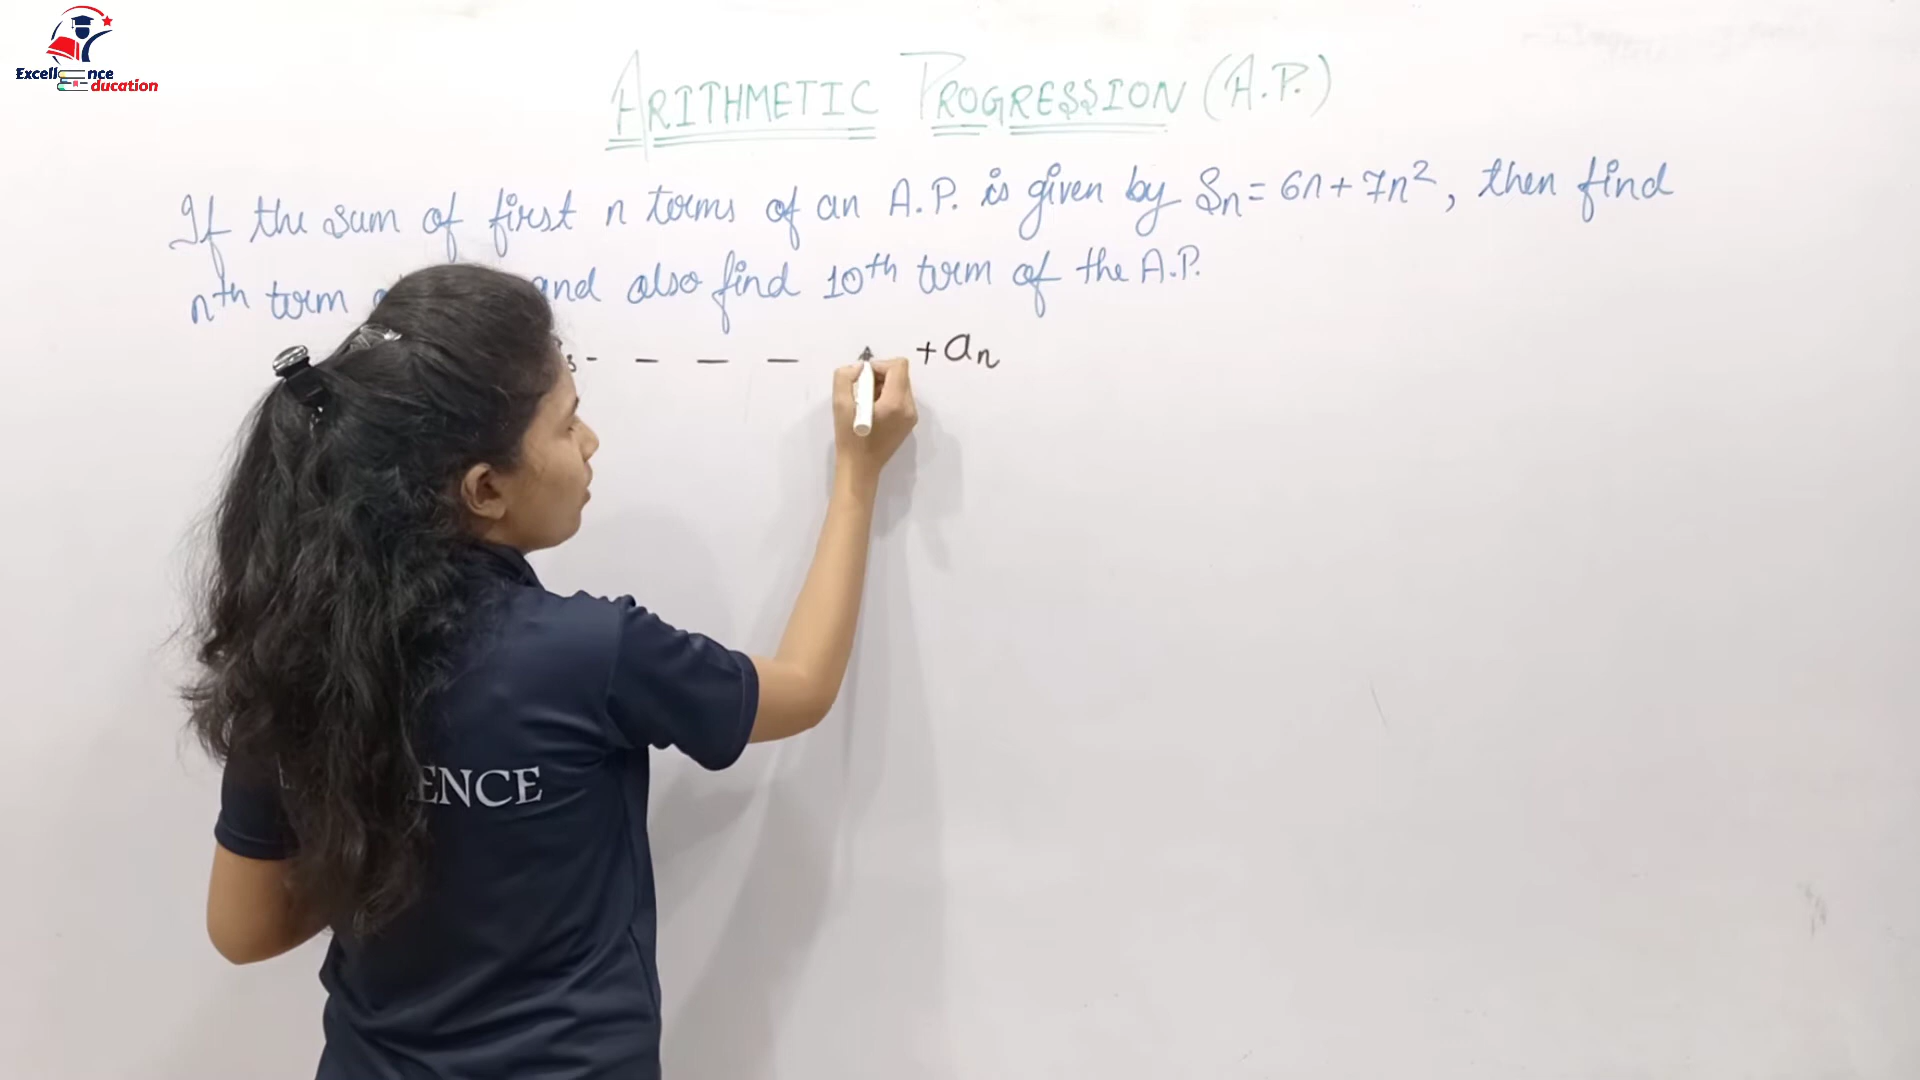 Excellence
Education
ARITHMETIC PROGRESSION (A.P.)
If the sum of first n terms of an A.P. is given by Sn = 6n + 7n², then find
nth term and also find 10th term of the A.P.
3 - - - - +an
ENCE